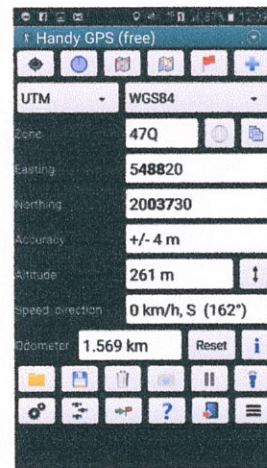 Handy GPS (free)
UTM WGS84
Zone 47Q
Easting 548820
Northing 2003730
Accuracy +/- 4 m
Altitude 261 m
Speed, direction 0 km/h, S (162°)
Odometer 1.569 km Reset i
?